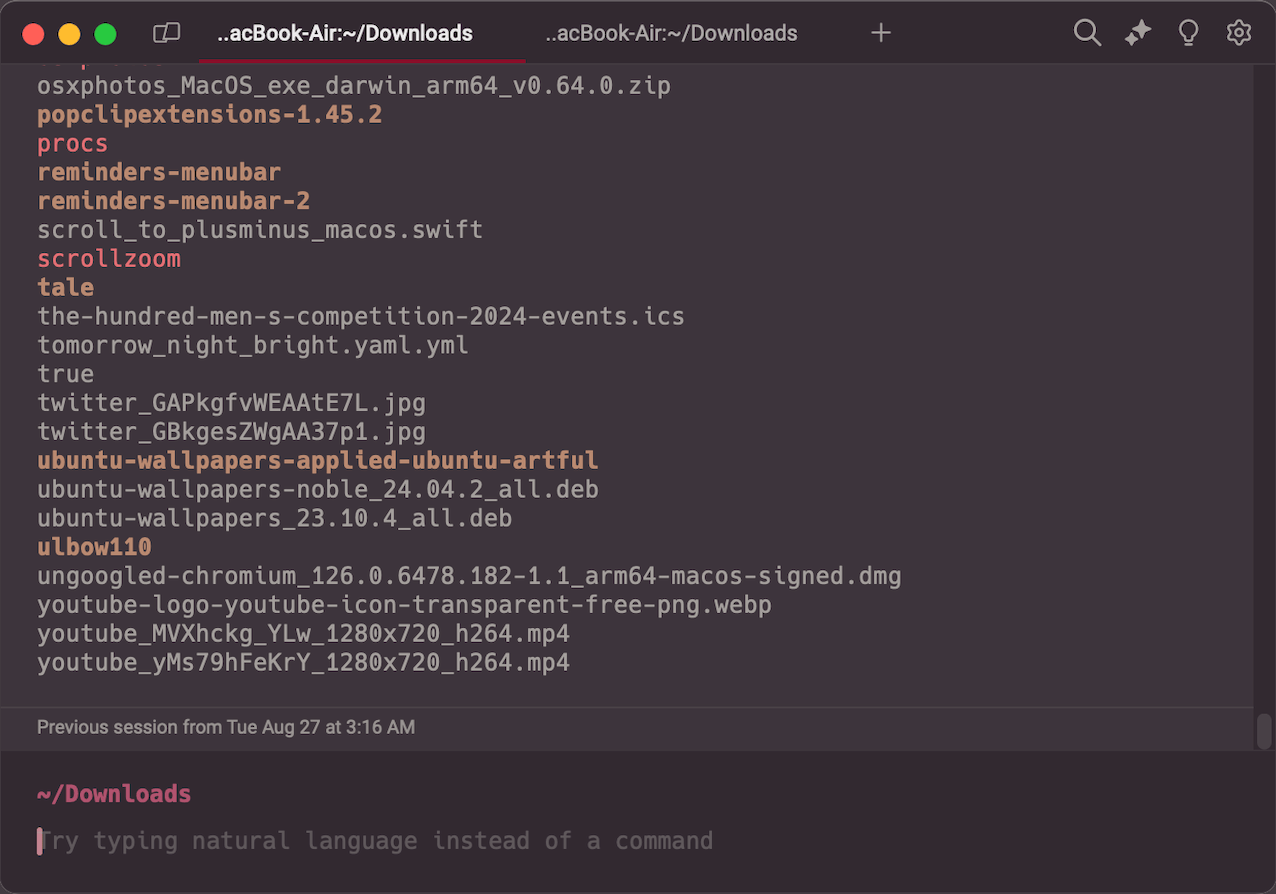 ..acBook-Air:~/Downloads ..acBook-Air:~/Downloads +
osxphotos_MacOS_exe_darwin_arm64_v0.64.0.zip
popclipextensions-1.45.2
procs
reminders-menubar
reminders-menubar-2
scroll_to_plusminus_macos.swift
scrollzoom
tale
the-hundred-men-s-competition-2024-events.ics
tomorrow_night_bright.yaml.yml
true
twitter_GAPkgfvWEAAtE7L.jpg
twitter_GBkgesZWgAA37p1.jpg
ubuntu-wallpapers-applied-ubuntu-artful
ubuntu-wallpapers-noble_24.04.2_all.deb
ubuntu-wallpapers_23.10.4_all.deb
ulbow110
ungoogled-chromium_126.0.6478.182-1.1_arm64-macos-signed.dmg
youtube-logo-youtube-icon-transparent-free-png.webp
youtube_MVXhckg_YLw_1280x720_h264.mp4
youtube_yMs79hFeKrY_1280x720_h264.mp4
Previous session from Tue Aug 27 at 3:16 AM
~/Downloads
Try typing natural language instead of a command